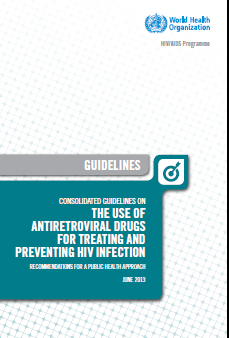 World Health
Organization
HIV/AIDS Programme
GUIDELINES
CONSOLIDATED GUIDELINES ON
THE USE OF
ANTIRETROVIRAL DRUGS
FOR TREATING AND
PREVENTING HIV INFECTION
RECOMMENDATIONS FOR A PUBLIC HEALTH APPROACH
JUNE 2013